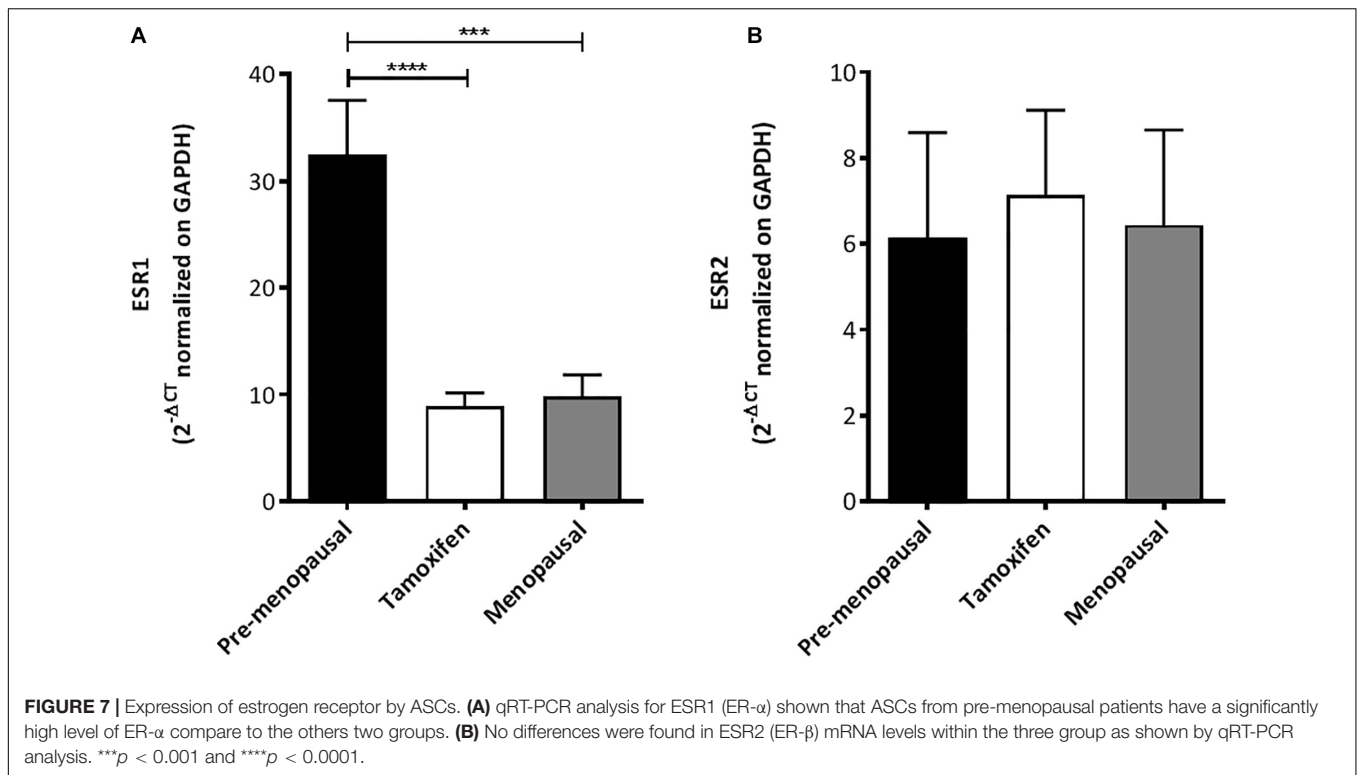 A
***
****
40
30
20
10
0
ESR1
(2^-ΔCT normalized on GAPDH)
Pre-menopausal
Tamoxifen
Menopausal
B
10
8
6
4
2
0
ESR2
(2^-ΔCT normalized on GAPDH)
Pre-menopausal
Tamoxifen
Menopausal
FIGURE 7 | Expression of estrogen receptor by ASCs. (A) qRT-PCR analysis for ESR1 (ER-α) shown that ASCs from pre-menopausal patients have a significantly
high level of ER-α compare to the others two groups. (B) No differences were found in ESR2 (ER-β) mRNA levels within the three group as shown by qRT-PCR
analysis. ***p < 0.001 and ****p < 0.0001.